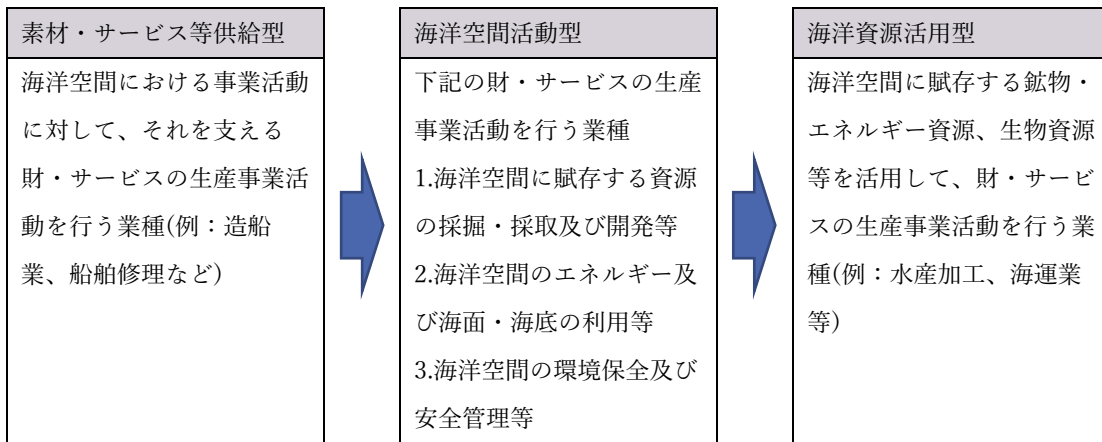 素材・サービス等供給型
海洋空間における事業活動
に対して、それを支える
財・サービスの生産事業活
動を行う業種(例：造船
業、船舶修理など)
海洋空間活動型
下記の財・サービスの生産
事業活動を行う業種
1.海洋空間に賦存する資源
の採掘・採取及び開発等
2.海洋空間のエネルギー及
び海面・海底の利用等
3.海洋空間の環境保全及び
安全管理等
海洋資源活用型
海洋空間に賦存する鉱物・
エネルギー資源、生物資源
等を活用して、財・サービ
スの生産事業活動を行う業
種(例：水産加工、海運業
等)